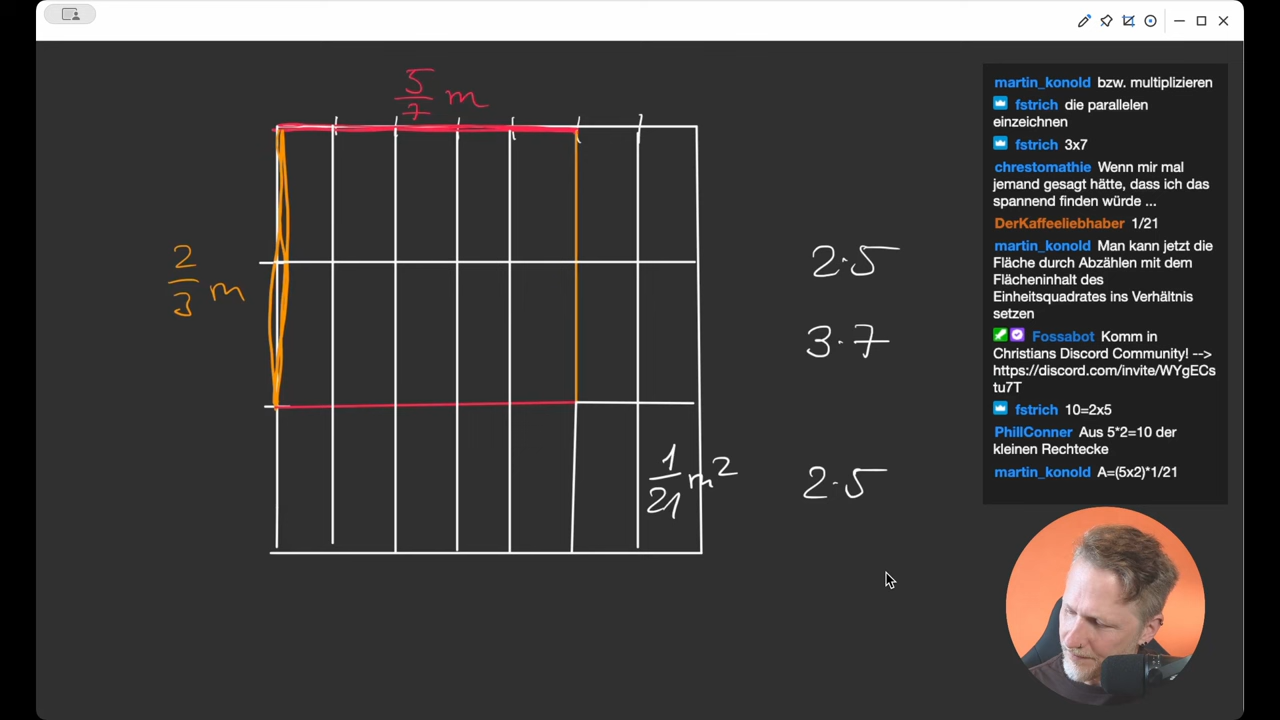 5/7 m
2/3 m
2·5
3·7
1/21 m²
2·5
martin_konold bzw. multiplizieren
fstrich die parallelen
einzeichnen
fstrich 3x7
chrestomathie Wenn mir mal
jemand gesagt hätte, dass ich das
spannend finden würde ...
DerKaffeeliebhaber 1/21
martin_konold Man kann jetzt die
Fläche durch Abzählen mit dem
Flächeninhalt des
Einheitsquadrates ins Verhältnis
setzen
Fossabot Komm in
Christians Discord Community! -->
https://discord.com/invite/WYgECs
tu7T
fstrich 10=2x5
PhillConner Aus 5*2=10 der
kleinen Rechtecke
martin_konold A=(5x2)*1/21